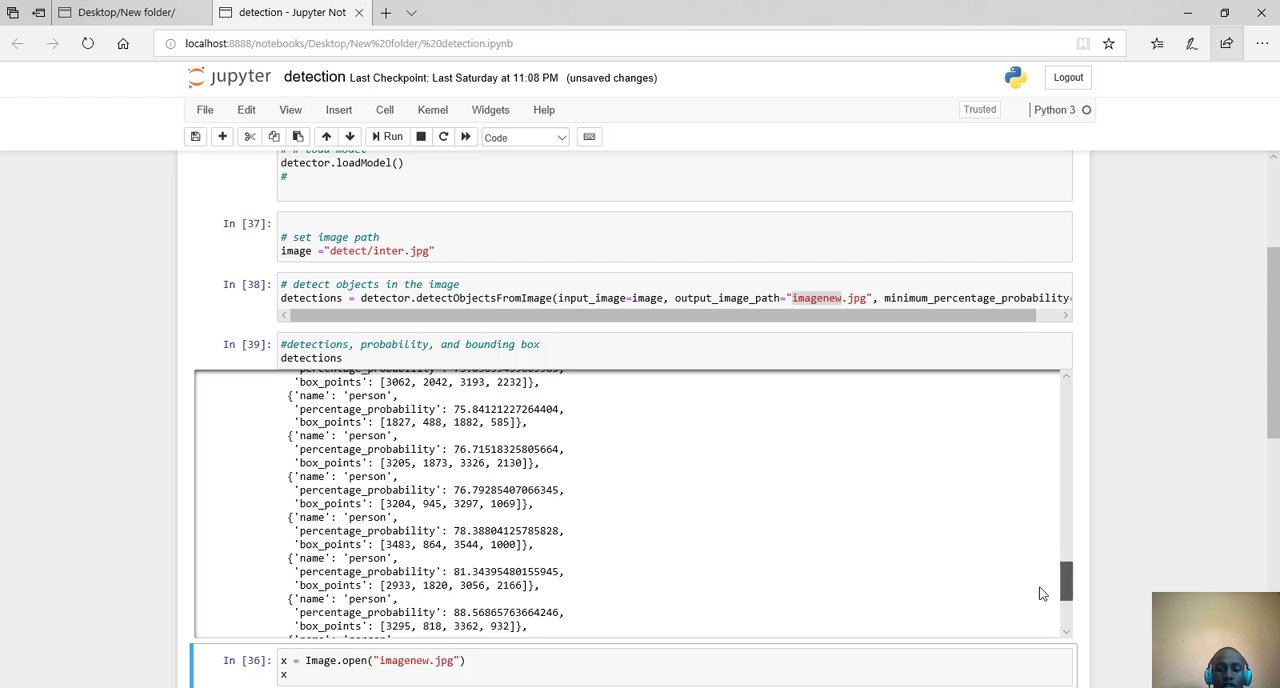 Desktop/New folder/
detection - Jupyter Not
localhost:8888/notebooks/Desktop/New%20folder/%20detection.ipynb
jupyter detection Last Checkpoint: Last Saturday at 11:08 PM (unsaved changes)
Logout
File Edit View Insert Cell Kernel Widgets Help
Trusted Python 3
Run Code
# # load model
detector.loadModel()
#
In [37]:
# set image path
image ="detect/inter.jpg"
In [38]: # detect objects in the image
detections = detector.detectObjectsFromImage(input_image=image, output_image_path="imagenew.jpg", minimum_percentage_probability=
In [39]: #detections, probability, and bounding box
detections
'box_points': [3062, 2042, 3193, 2232]},
{'name': 'person',
'percentage_probability': 75.84121227264404,
'box_points': [1827, 488, 1882, 585]},
{'name': 'person',
'percentage_probability': 76.71518325805664,
'box_points': [3205, 1873, 3326, 2130]},
{'name': 'person',
'percentage_probability': 76.79285407066345,
'box_points': [3204, 945, 3297, 1069]},
{'name': 'person',
'percentage_probability': 78.38804125785828,
'box_points': [3483, 864, 3544, 1000]},
{'name': 'person',
'percentage_probability': 81.34395480155945,
'box_points': [2933, 1820, 3056, 2166]},
{'name': 'person',
'percentage_probability': 88.56865763664246,
'box_points': [3295, 818, 3362, 932]},
In [36]: x = Image.open("imagenew.jpg")
x